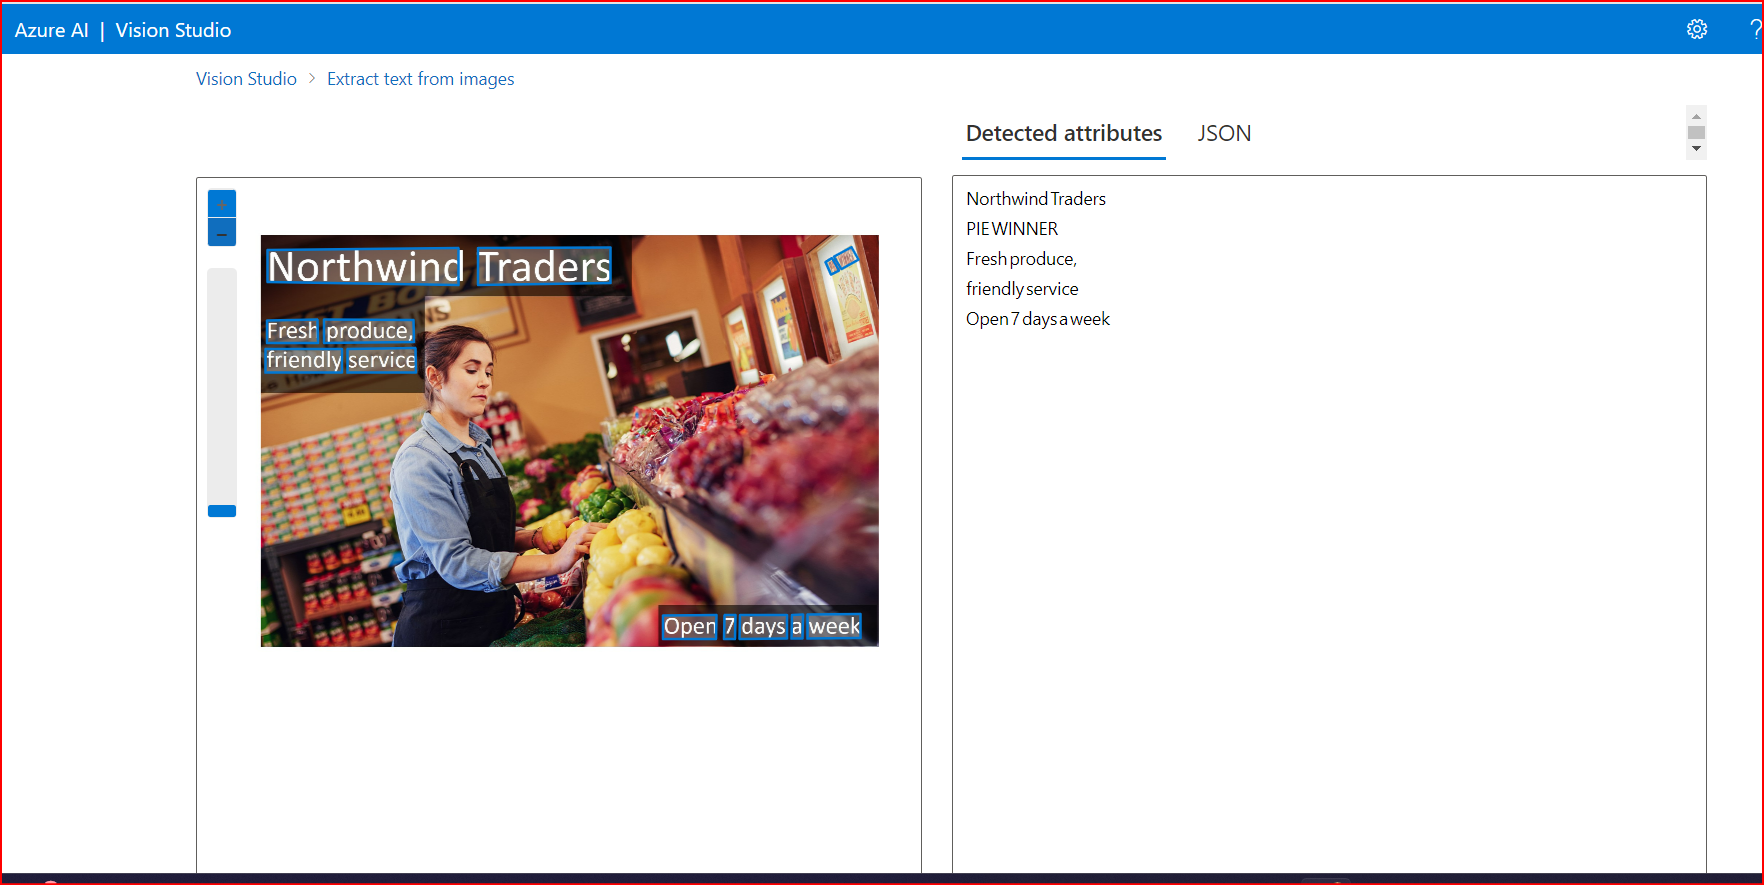 Azure AI | Vision Studio
?
Vision Studio > Extract text from images
Detected attributes
JSON
+
−
Northwind Traders
Fresh produce,
friendly service
Open 7 days a week
Northwind Traders
PIE WINNER
Fresh produce,
friendly service
Open 7 days a week